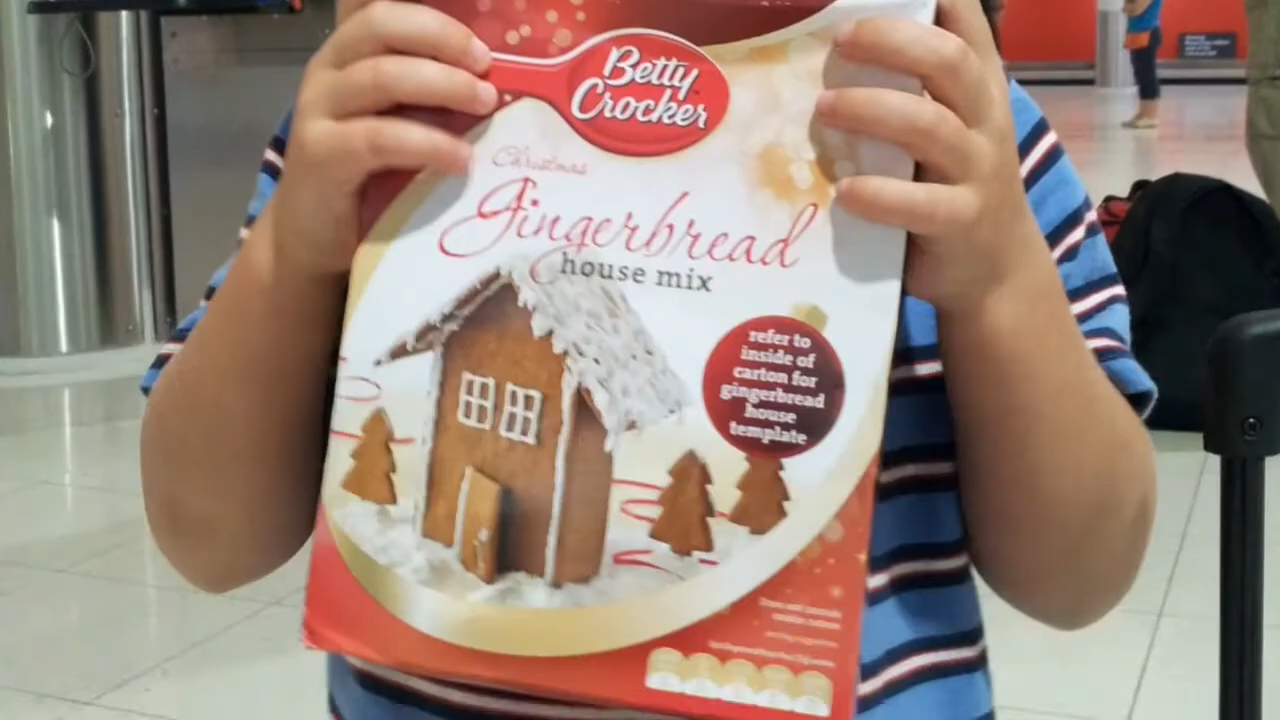 Betty
Crocker
Christmas
Gingerbread
house mix
refer to
inside of
carton for
gingerbread
house
template